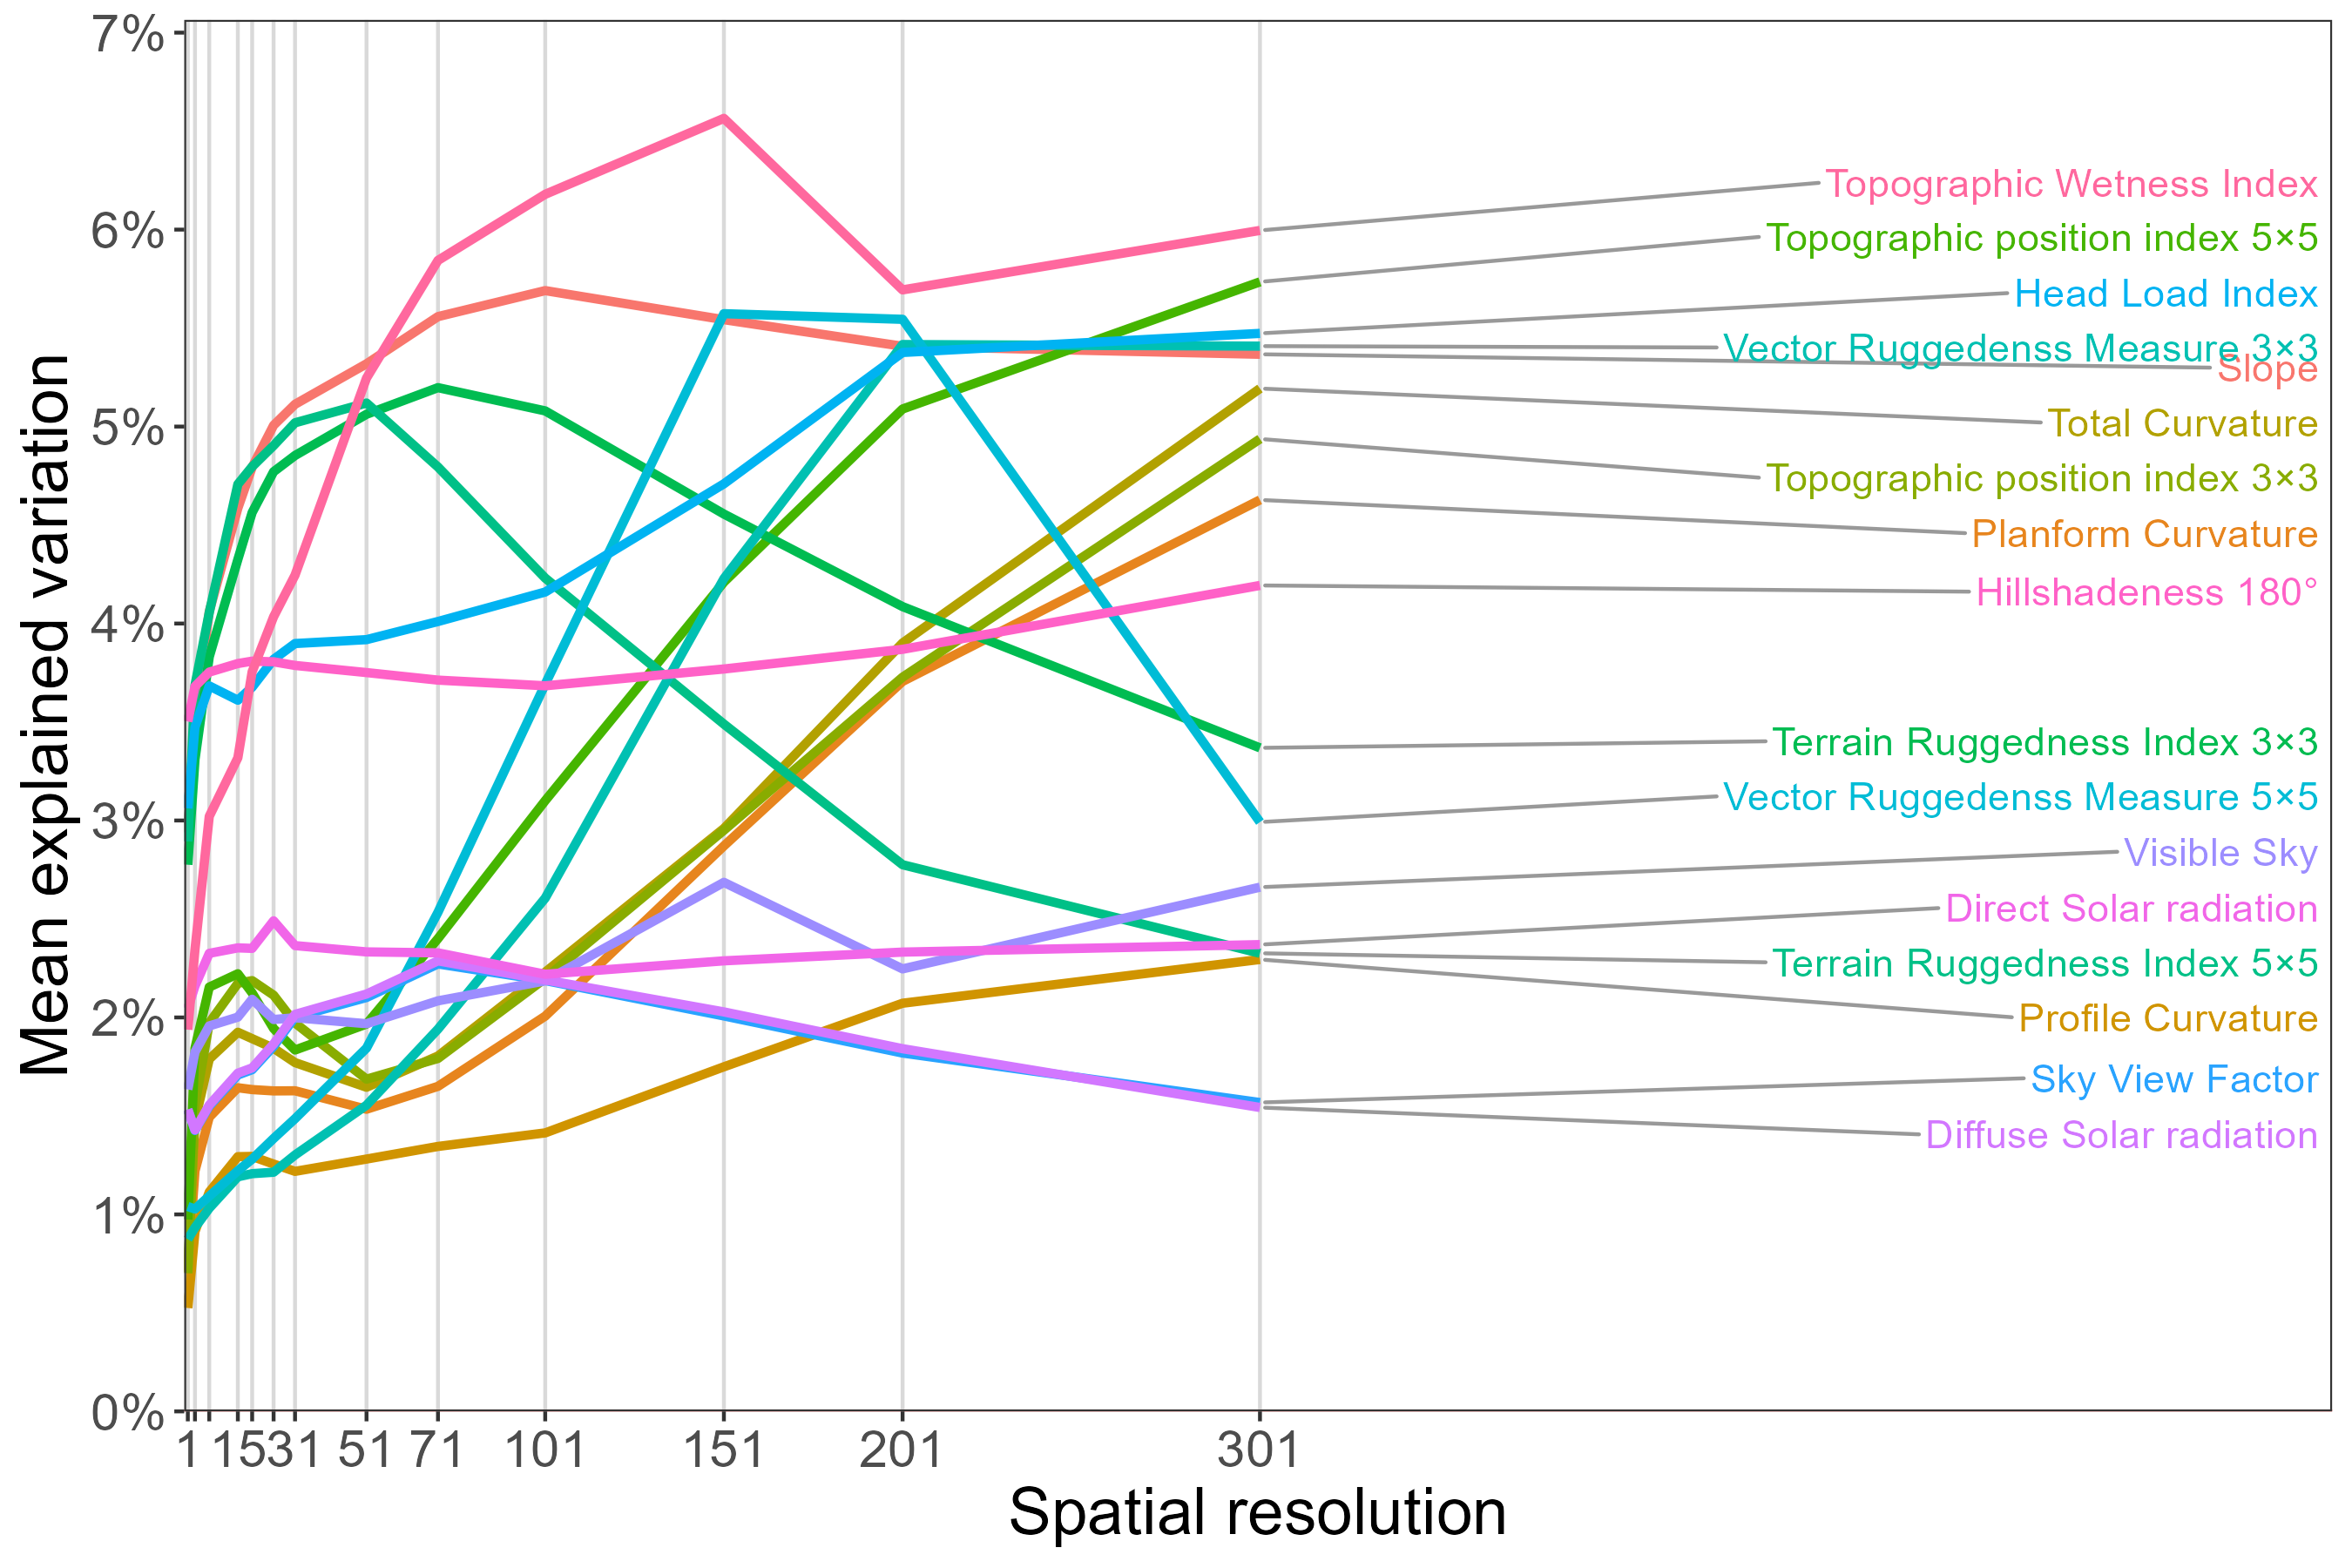 7%
6%
5%
4%
3%
2%
1%
0%
Mean explained variation
1 15 31 51 71 101 151 201 301
Spatial resolution
Topographic Wetness Index
Topographic position index 5×5
Head Load Index
Vector Ruggedenss Measure 3×3
Slope
Total Curvature
Topographic position index 3×3
Planform Curvature
Hillshadeness 180°
Terrain Ruggedness Index 3×3
Vector Ruggedenss Measure 5×5
Visible Sky
Direct Solar radiation
Terrain Ruggedness Index 5×5
Profile Curvature
Sky View Factor
Diffuse Solar radiation